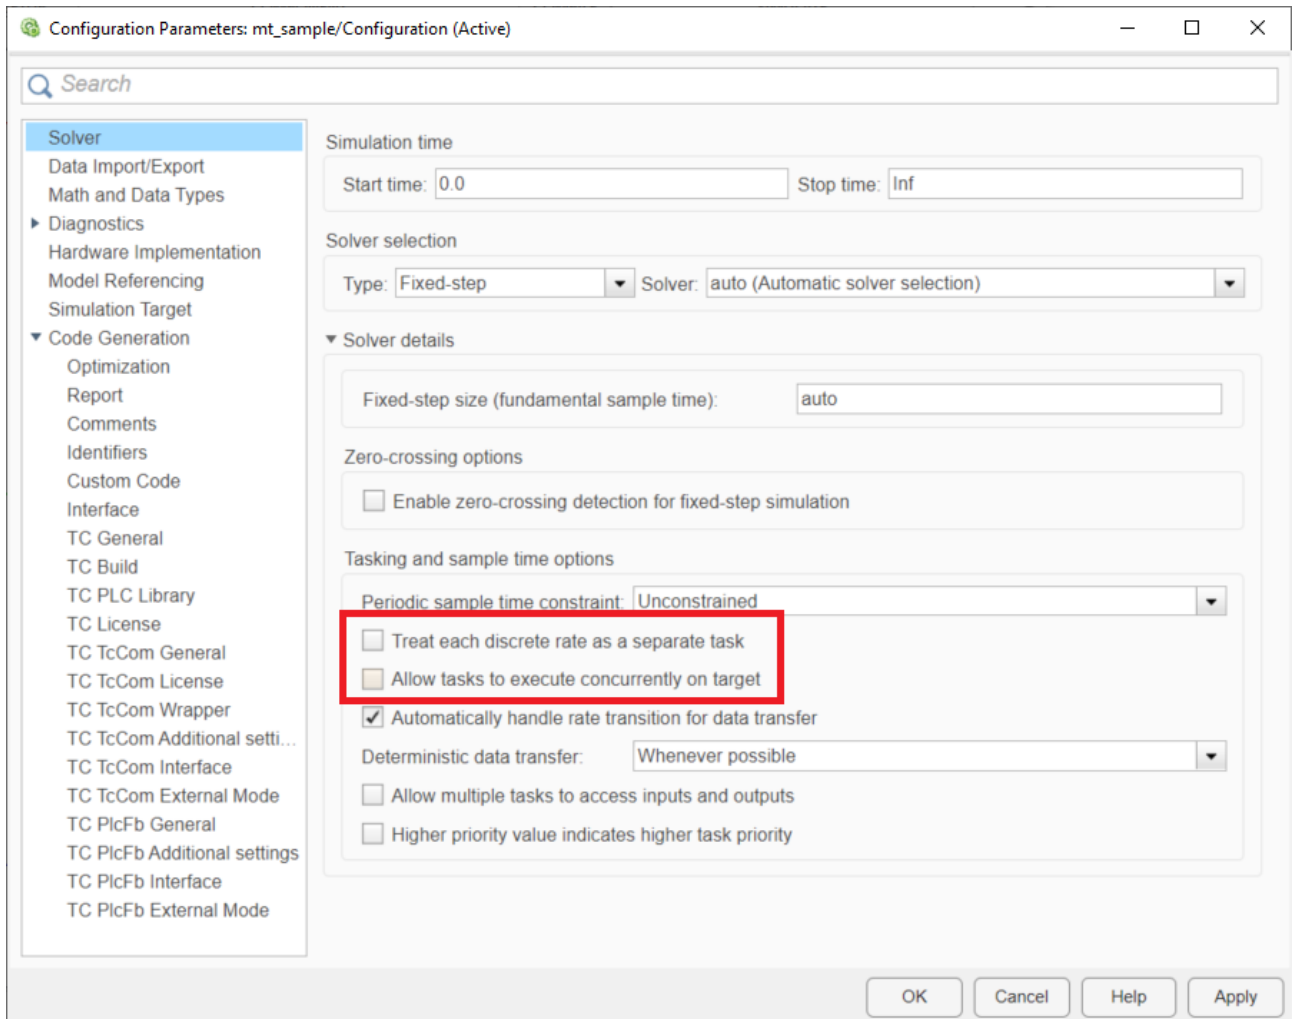 Configuration Parameters: mt_sample/Configuration (Active)
Search
Solver
Data Import/Export
Math and Data Types
Diagnostics
Hardware Implementation
Model Referencing
Simulation Target
Code Generation
Optimization
Report
Comments
Identifiers
Custom Code
Interface
TC General
TC Build
TC PLC Library
TC License
TC TcCom General
TC TcCom License
TC TcCom Wrapper
TC TcCom Additional setti...
TC TcCom Interface
TC TcCom External Mode
TC PlcFb General
TC PlcFb Additional settings
TC PlcFb Interface
TC PlcFb External Mode
Simulation time
Start time: 0.0 Stop time: Inf
Solver selection
Type: Fixed-step Solver: auto (Automatic solver selection)
Solver details
Fixed-step size (fundamental sample time): auto
Zero-crossing options
Enable zero-crossing detection for fixed-step simulation
Tasking and sample time options
Periodic sample time constraint: Unconstrained
Treat each discrete rate as a separate task
Allow tasks to execute concurrently on target
Automatically handle rate transition for data transfer
Deterministic data transfer: Whenever possible
Allow multiple tasks to access inputs and outputs
Higher priority value indicates higher task priority
OK Cancel Help Apply